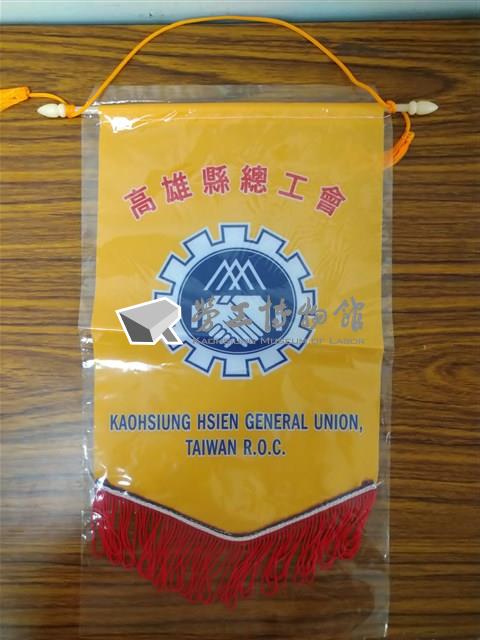 高雄縣總工會
勞工博物館
KAOHSIUNG MUSEUM OF LABOR
KAOHSIUNG HSIEN GENERAL UNION,
TAIWAN R.O.C.